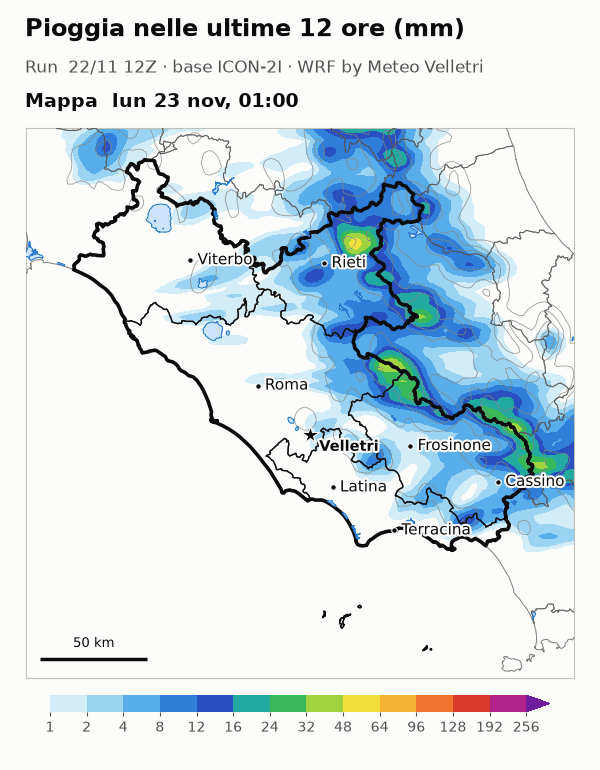 Pioggia nelle ultime 12 ore (mm)
Run  22/11 12Z · base ICON-2I · WRF by Meteo Velletri
Mappa  lun 23 nov, 01:00
Viterbo
Rieti
Roma
Velletri
Frosinone
Latina
Cassino
Terracina
50 km
1 2 4 8 12 16 24 32 48 64 96 128 192 256